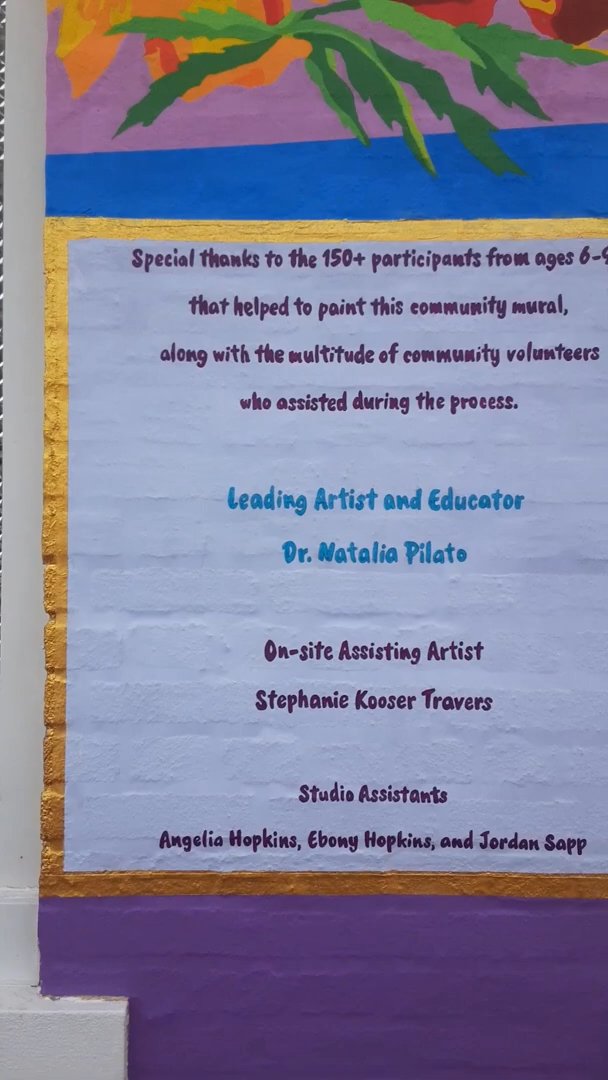 Special thanks to the 150+ participants from ages
that helped to paint this community mural,
along with the multitude of community volunteers
who assisted during the process.
Leading Artist and Educator
Dr. Natalia Pilato
On-site Assisting Artist
Stephanie Kooser Travers
Studio Assistants
Angelia Hopkins, Ebony Hopkins, and Jordan Sapp